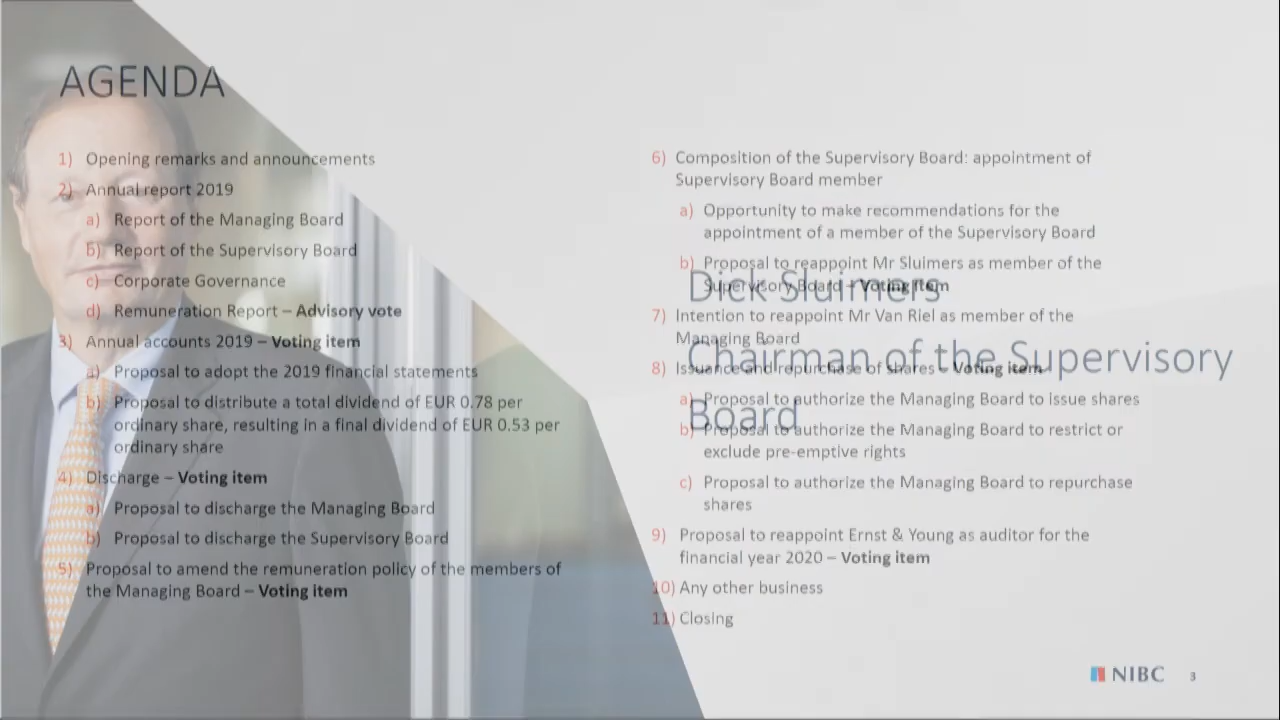 AGENDA
1) Opening remarks and announcements
2) Annual report 2019
a) Report of the Managing Board
b) Report of the Supervisory Board
c) Corporate Governance
d) Remuneration Report – Advisory vote
3) Annual accounts 2019 – Voting item
a) Proposal to adopt the 2019 financial statements
b) Proposal to distribute a total dividend of EUR 0.78 per
ordinary share, resulting in a final dividend of EUR 0.53 per
ordinary share
4) Discharge – Voting item
a) Proposal to discharge the Managing Board
b) Proposal to discharge the Supervisory Board
5) Proposal to amend the remuneration policy of the members of
the Managing Board – Voting item
6) Composition of the Supervisory Board: appointment of
Supervisory Board member
a) Opportunity to make recommendations for the
appointment of a member of the Supervisory Board
b) Proposal to reappoint Mr Sluimers as member of the
Supervisory Board – Voting item
7) Intention to reappoint Mr Van Riel as member of the
Managing Board
8) Issuance and repurchase of shares – Voting item
a) Proposal to authorize the Managing Board to issue shares
b) Proposal to authorize the Managing Board to restrict or
exclude pre-emptive rights
c) Proposal to authorize the Managing Board to repurchase
shares
9) Proposal to reappoint Ernst & Young as auditor for the
financial year 2020 – Voting item
10) Any other business
11) Closing
Dick Sluimers
Chairman of the Supervisory
Board
NIBC 3